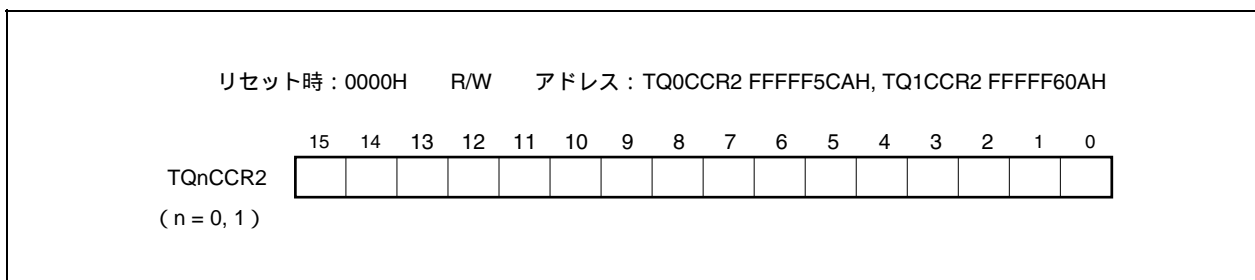 リセット時：0000H R/W アドレス：TQ0CCR2 FFFFF5CAH, TQ1CCR2 FFFFF60AH
15 14 13 12 11 10 9 8 7 6 5 4 3 2 1 0
TQnCCR2
（n = 0, 1）